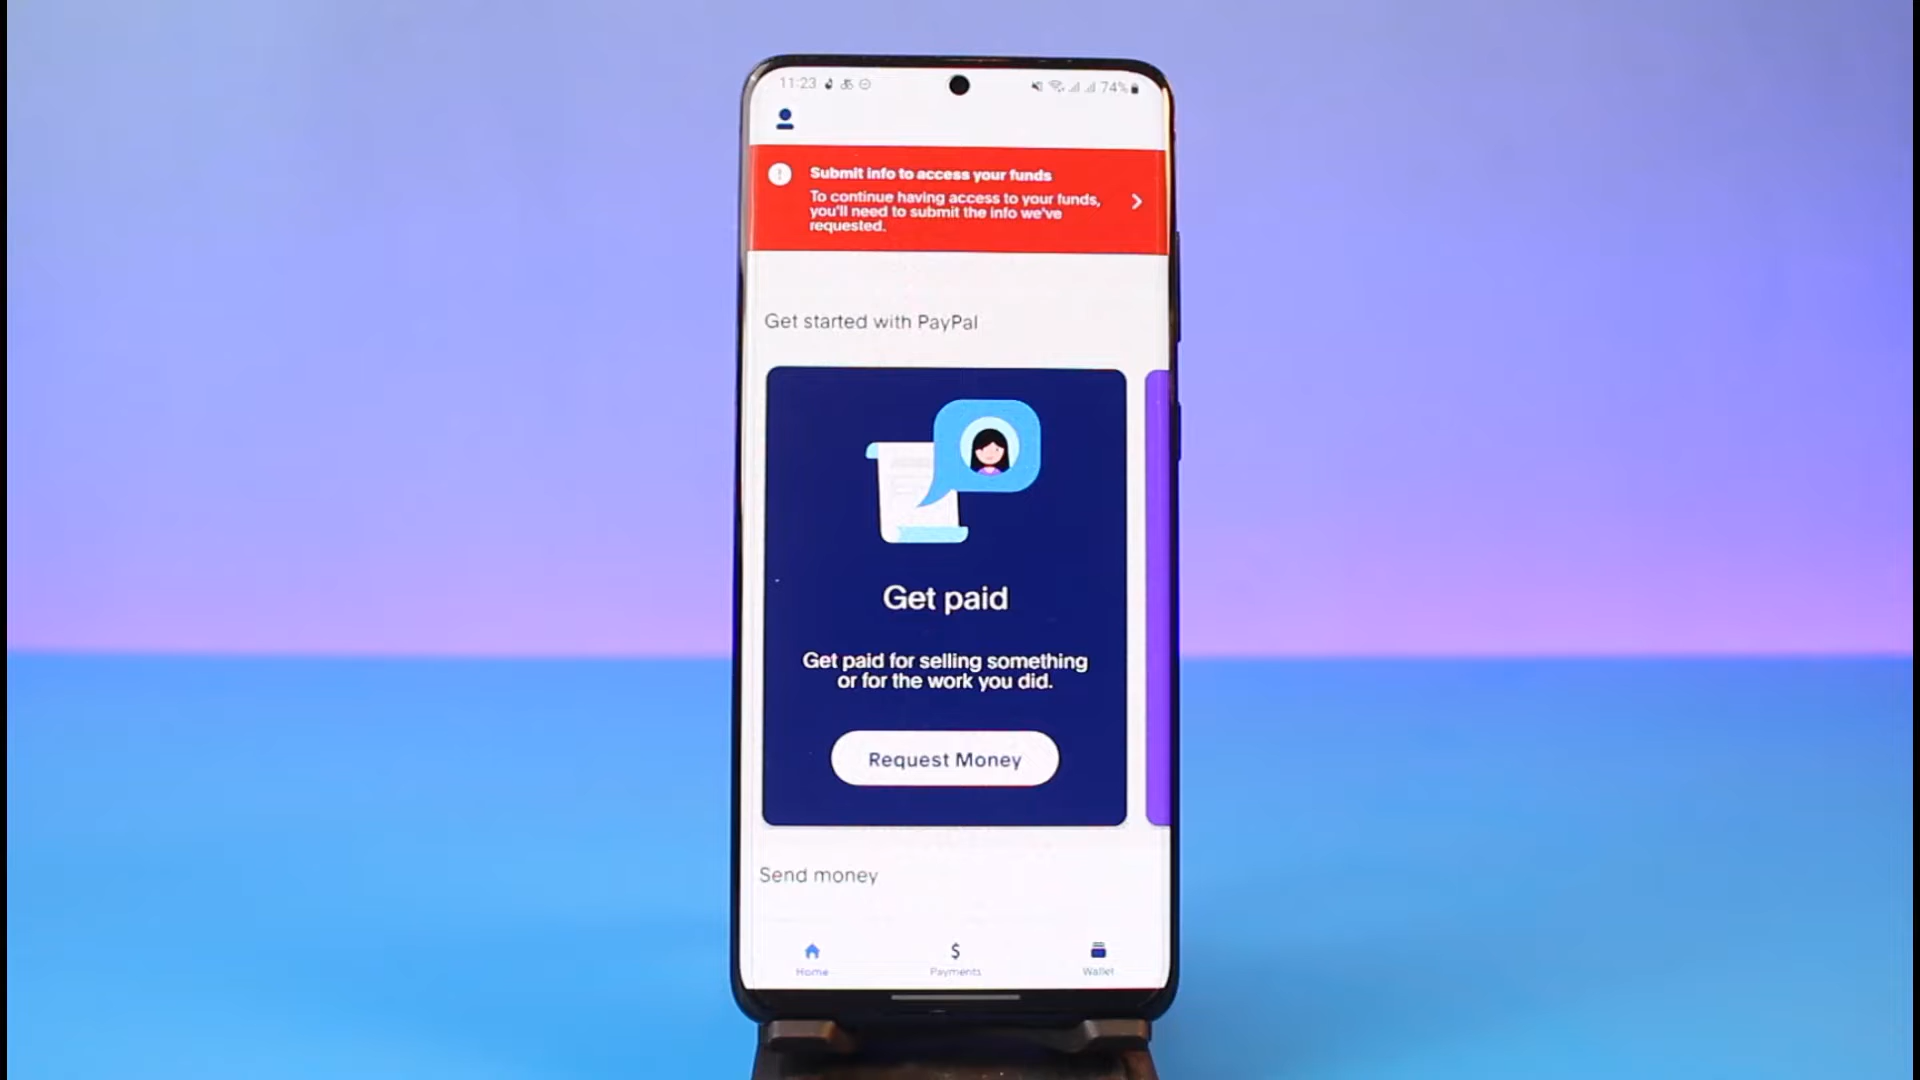 11:23
74%
Submit info to access your funds
To continue having access to your funds,
you'll need to submit the info we've
requested.
Get started with PayPal
Get paid
Get paid for selling something
or for the work you did.
Request Money
Send money
Home
Payments
Wallet